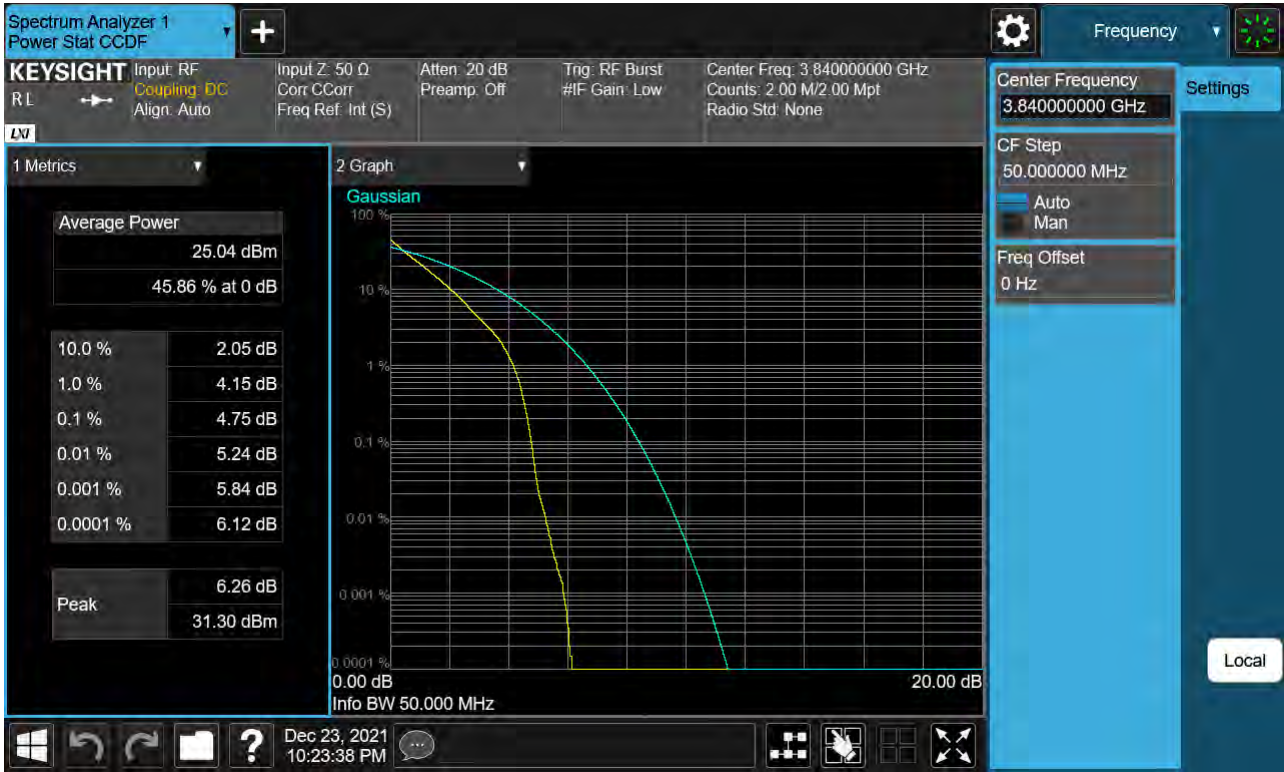 Spectrum Analyzer 1
Power Stat CCDF
Frequency
KEYSIGHT
R L
LXI
Input: RF
Coupling: DC
Align: Auto
Input Z: 50 Ω
Corr CCorr
Freq Ref: Int (S)
Atten: 20 dB
Preamp: Off
Trig: RF Burst
#IF Gain: Low
Center Freq: 3.840000000 GHz
Counts: 2.00 M/2.00 Mpt
Radio Std: None
Center Frequency
3.840000000 GHz
Settings
CF Step
50.000000 MHz
Auto
Man
Freq Offset
0 Hz
Local
1 Metrics
Average Power
25.04 dBm
45.86 % at 0 dB
10.0 % 2.05 dB
1.0 % 4.15 dB
0.1 % 4.75 dB
0.01 % 5.24 dB
0.001 % 5.84 dB
0.0001 % 6.12 dB
Peak
6.26 dB
31.30 dBm
2 Graph
Gaussian
100 %
10 %
1 %
0.1 %
0.01 %
0.001 %
0.0001 %
0.00 dB 20.00 dB
Info BW 50.000 MHz
?
Dec 23, 2021
10:23:38 PM